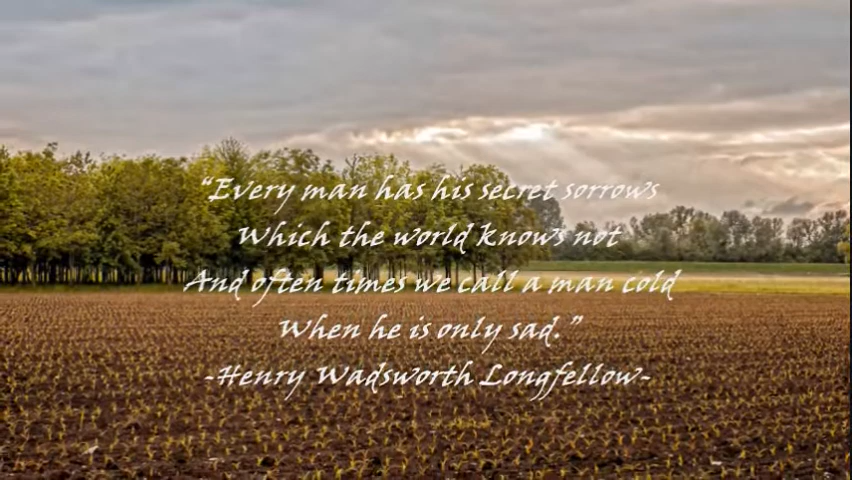 “Every man has his secret sorrows
Which the world knows not
And often times we call a man cold
When he is only sad.”
-Henry Wadsworth Longfellow-